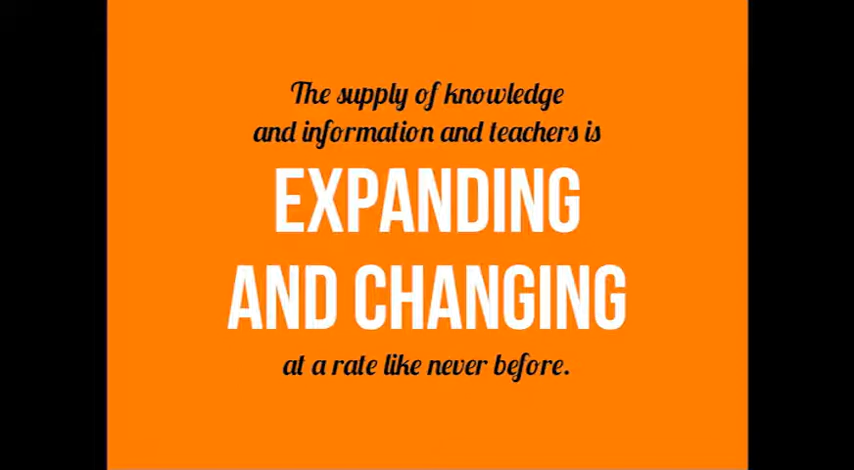 The supply of knowledge
and information and teachers is
EXPANDING
AND CHANGING
at a rate like never before.